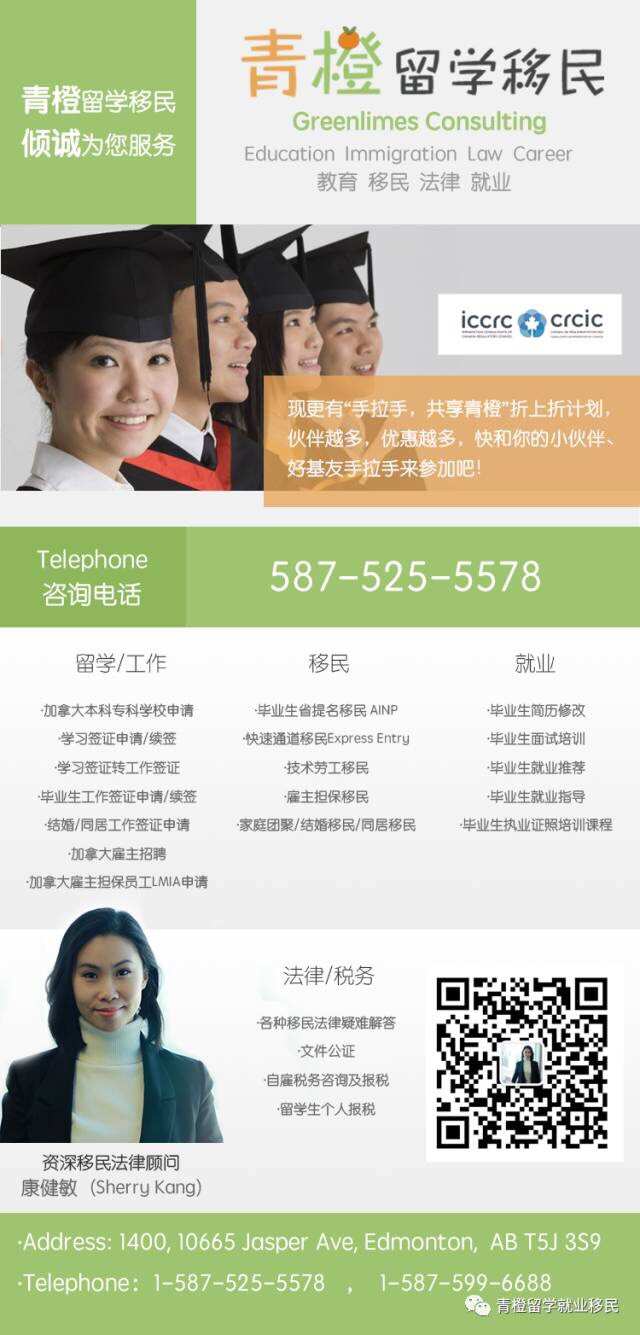 青橙留学移民
倾诚为您服务
青橙留学移民
Greenlimes Consulting
Education Immigration Law Career
教育 移民 法律 就业
iccrc crcic
现更有“手拉手，共享青橙”折上折计划，
伙伴越多，优惠越多，快和你的小伙伴、
好基友手拉手来参加吧！
Telephone
咨询电话
587-525-5578
留学/工作
·加拿大本科专科学校申请
·学习签证申请/续签
·学习签证转工作签证
·毕业生工作签证申请/续签
·结婚/同居工作签证申请
·加拿大雇主招聘
·加拿大雇主担保员工LMIA申请
移民
·毕业生省提名移民 AINP
·快速通道移民Express Entry
·技术劳工移民
·雇主担保移民
·家庭团聚/结婚移民/同居移民
就业
·毕业生简历修改
·毕业生面试培训
·毕业生就业推荐
·毕业生就业指导
·毕业生执业证照培训课程
法律/税务
·各种移民法律疑难解答
·文件公证
·自雇税务咨询及报税
·留学生个人报税
资深移民法律顾问
康健敏（Sherry Kang）
·Address: 1400, 10665 Jasper Ave, Edmonton, AB T5J 3S9
·Telephone: 1-587-525-5578 , 1-587-599-6688
青橙留学就业移民